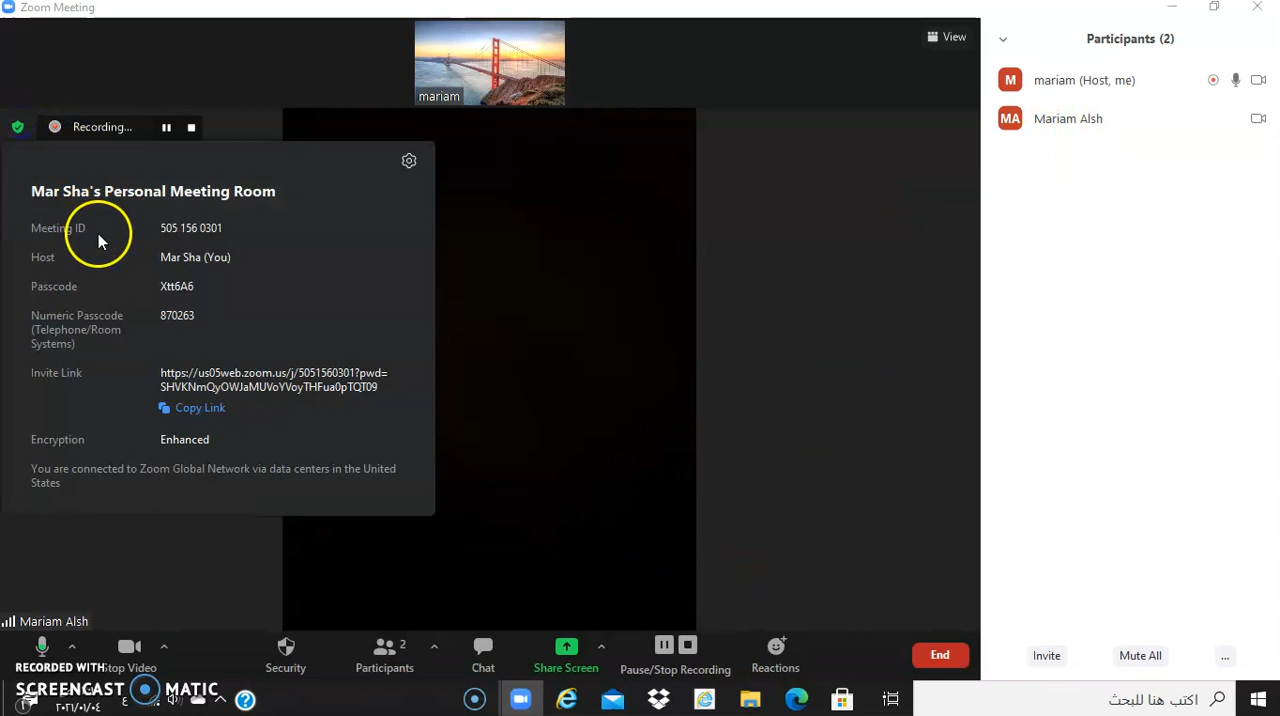 Zoom Meeting
mariam
View
Participants (2)
M mariam (Host, me)
MA Mariam Alsh
Recording...
Mar Sha's Personal Meeting Room
Meeting ID 505 156 0301
Host Mar Sha (You)
Passcode Xtt6A6
Numeric Passcode 870263
(Telephone/Room
Systems)
Invite Link https://us05web.zoom.us/j/5051560301?pwd=
SHVKNmQyOWJaMUVoYVoyTHFua0pTQT09
Copy Link
Encryption Enhanced
You are connected to Zoom Global Network via data centers in the United
States
Mariam Alsh
2
Stop Video
Security
Participants
Chat
Share Screen
Pause/Stop Recording
Reactions
End
Invite
Mute All
...
RECORDED WITH
SCREENCAST MATIC
اكتب هنا للبحث